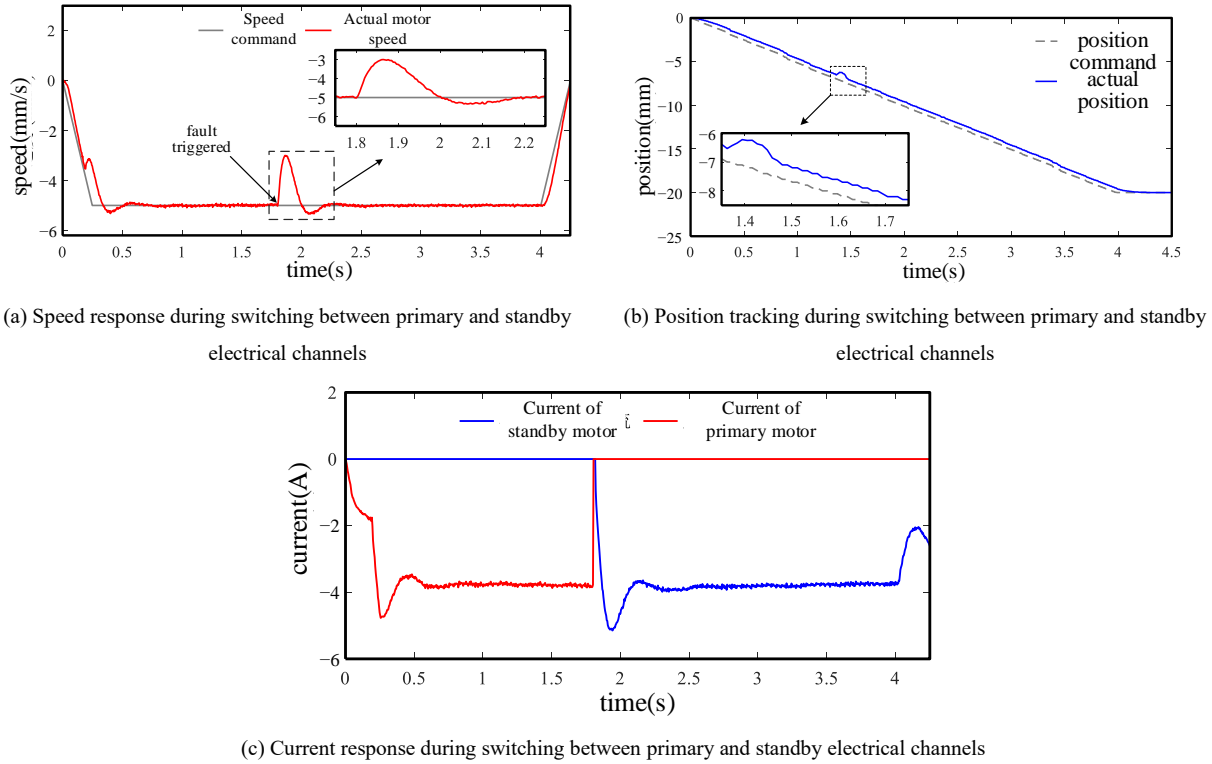 2
0
−2
−4
−6
speed(mm/s)
Speed
command
Actual motor
speed
fault
triggered
−3
−4
−5
−6
1.8
1.9
2
2.1
2.2
0
0.5
1
1.5
2
2.5
3
3.5
4
time(s)
(a) Speed response during switching between primary and standby
electrical channels
0
−5
−10
−15
−20
−25
position(mm)
position
command
actual
position
−6
−7
−8
1.4
1.5
1.6
1.7
0
0.5
1
1.5
2
2.5
3
3.5
4
4.5
time(s)
(b) Position tracking during switching between primary and standby
electrical channels
2
0
−2
−4
−6
current(A)
Current of
standby motor
Current of
primary motor
0
0.5
1
1.5
2
2.5
3
3.5
4
time(s)
(c) Current response during switching between primary and standby electrical channels